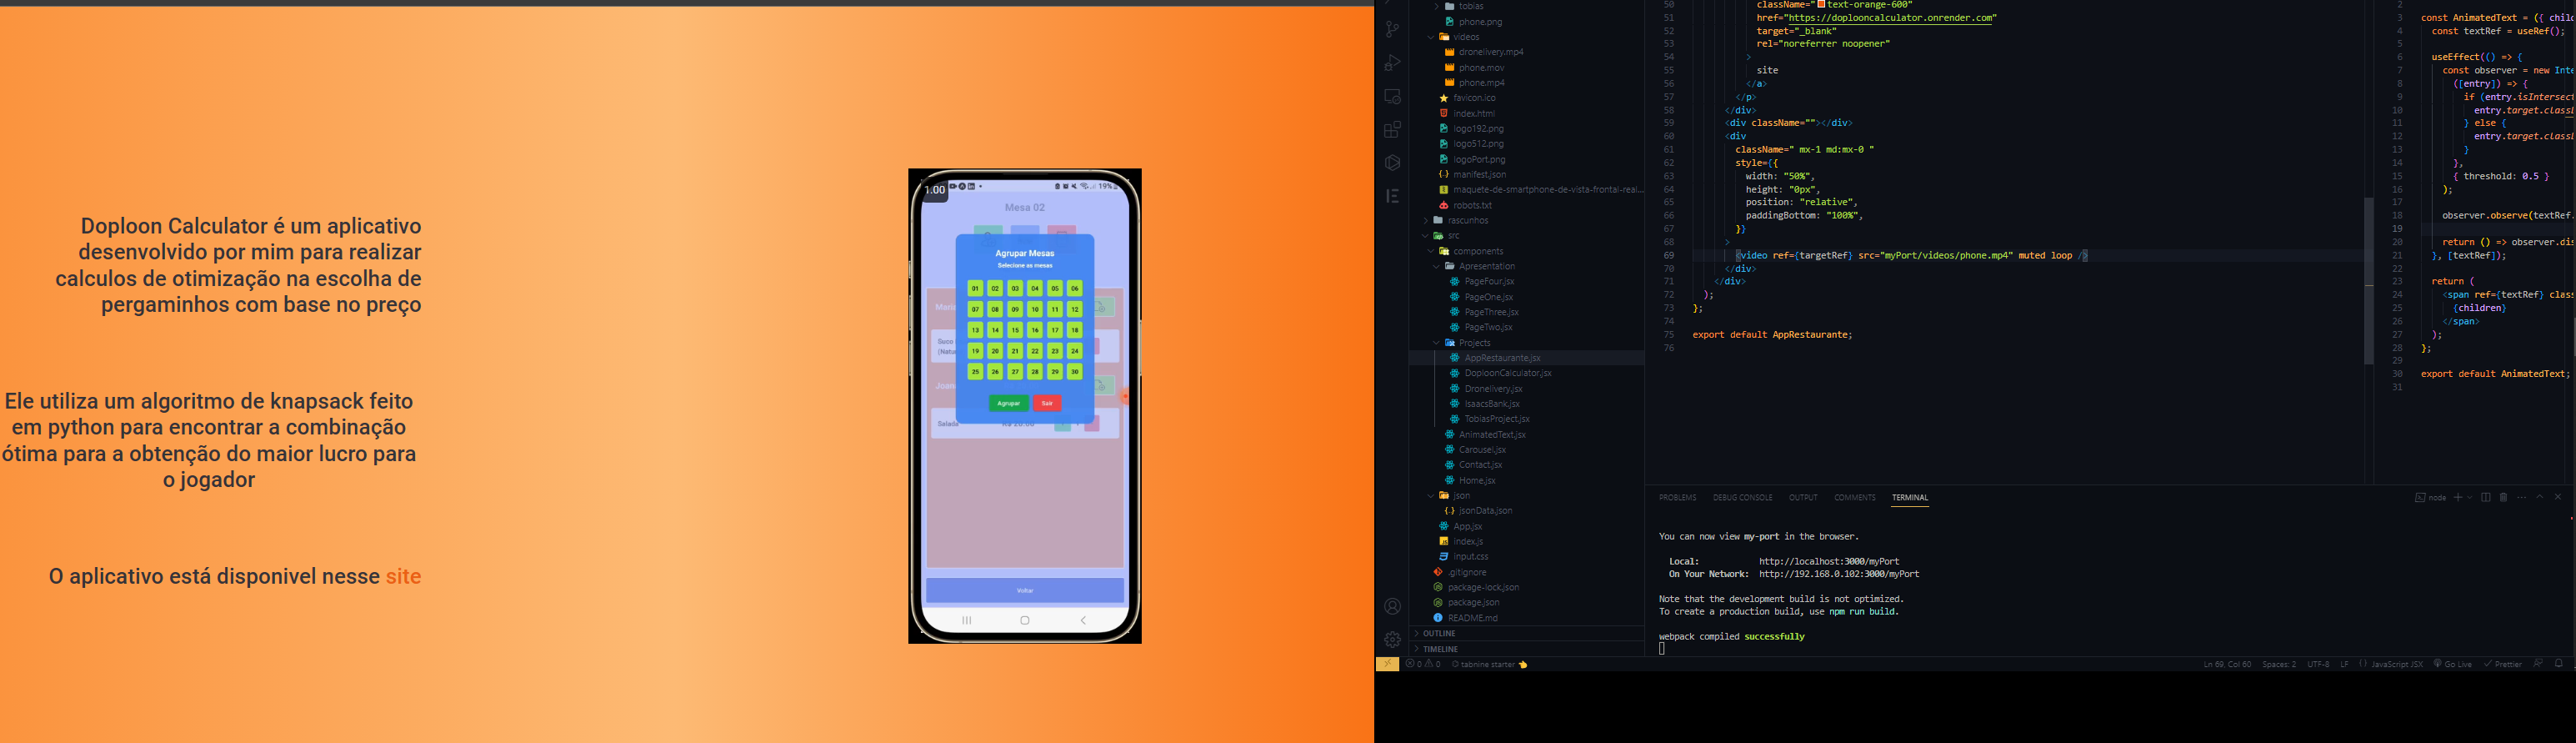 Doploon Calculator é um aplicativo
desenvolvido por mim para realizar
calculos de otimização na escolha de
pergaminhos com base no preço
Ele utiliza um algoritmo de knapsack feito
em python para encontrar a combinação
ótima para a obtenção do maior lucro para
o jogador
O aplicativo está disponivel nesse site
1.00
19%
Mesa 02
Agrupar Mesas
Selecione as mesas
01 02 03 04 05 06
07 08 09 10 11 12
13 14 15 16 17 18
19 20 21 22 23 24
25 26 27 28 29 30
Agrupar Sair
Salada
Voltar
tobias
phone.png
videos
dronelivery.mp4
phone.mov
phone.mp4
favicon.ico
index.html
logo192.png
logo512.png
logoPort.png
manifest.json
maquete-de-smartphone-de-vista-frontal-real...
robots.txt
rascunhos
src
components
Apresentation
PageFour.jsx
PageOne.jsx
PageThree.jsx
PageTwo.jsx
Projects
AppRestaurante.jsx
DoploonCalculator.jsx
Dronelivery.jsx
IsaacsBank.jsx
TobiasProject.jsx
AnimatedText.jsx
Carousel.jsx
Contact.jsx
Home.jsx
json
jsonData.json
App.jsx
index.js
input.css
.gitignore
package-lock.json
package.json
README.md
OUTLINE
TIMELINE
50 className="text-orange-600"
51 href="https://doplooncalculator.onrender.com"
52 target="_blank"
53 rel="noreferrer noopener"
54 >
55 site
56 </a>
57 </p>
58 </div>
59 <div className=""></div>
60 <div
61 className=" mx-1 md:mx-0 "
62 style={{
63 width: "50%",
64 height: "0px",
65 position: "relative",
66 paddingBottom: "100%",
67 }}
68 >
69 <video ref={targetRef} src="myPort/videos/phone.mp4" muted loop />
70 </div>
71 </div>
72 );
73 };
74
75 export default AppRestaurante;
76
2
3 const AnimatedText = ({ chil
4 const textRef = useRef();
5
6 useEffect(() => {
7 const observer = new Inte
8 ([entry]) => {
9 if (entry.isIntersect
10 entry.target.classL
11 } else {
12 entry.target.classL
13 }
14 },
15 { threshold: 0.5 }
16 );
17
18 observer.observe(textRef.
19
20 return () => observer.dis
21 }, [textRef]);
22
23 return (
24 <span ref={textRef} class
25 {children}
26 </span>
27 );
28 };
29
30 export default AnimatedText;
31
PROBLEMS DEBUG CONSOLE OUTPUT COMMENTS TERMINAL
node
You can now view my-port in the browser.
Local: http://localhost:3000/myPort
On Your Network: http://192.168.0.102:3000/myPort
Note that the development build is not optimized.
To create a production build, use npm run build.
webpack compiled successfully
0 0 tabnine starter
Ln 69, Col 60 Spaces: 2 UTF-8 LF JavaScript JSX Go Live Prettier